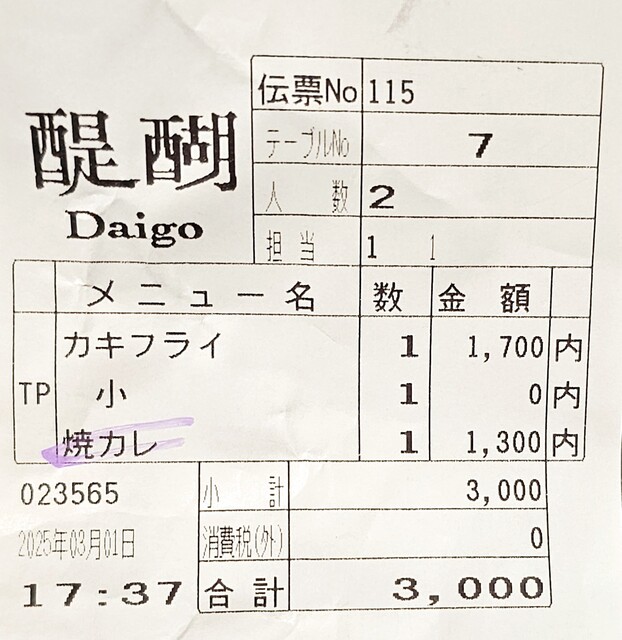 醍醐
Daigo
伝票No 115
テーブルNo 7
人数 2
担当 1 1
メニュー名 数 金額
カキフライ 1 1,700 内
TP 小 1 0 内
焼カレ 1 1,300 内
023565 小計 3,000
2025年03月01日 消費税(外) 0
17:37 合計 3,000